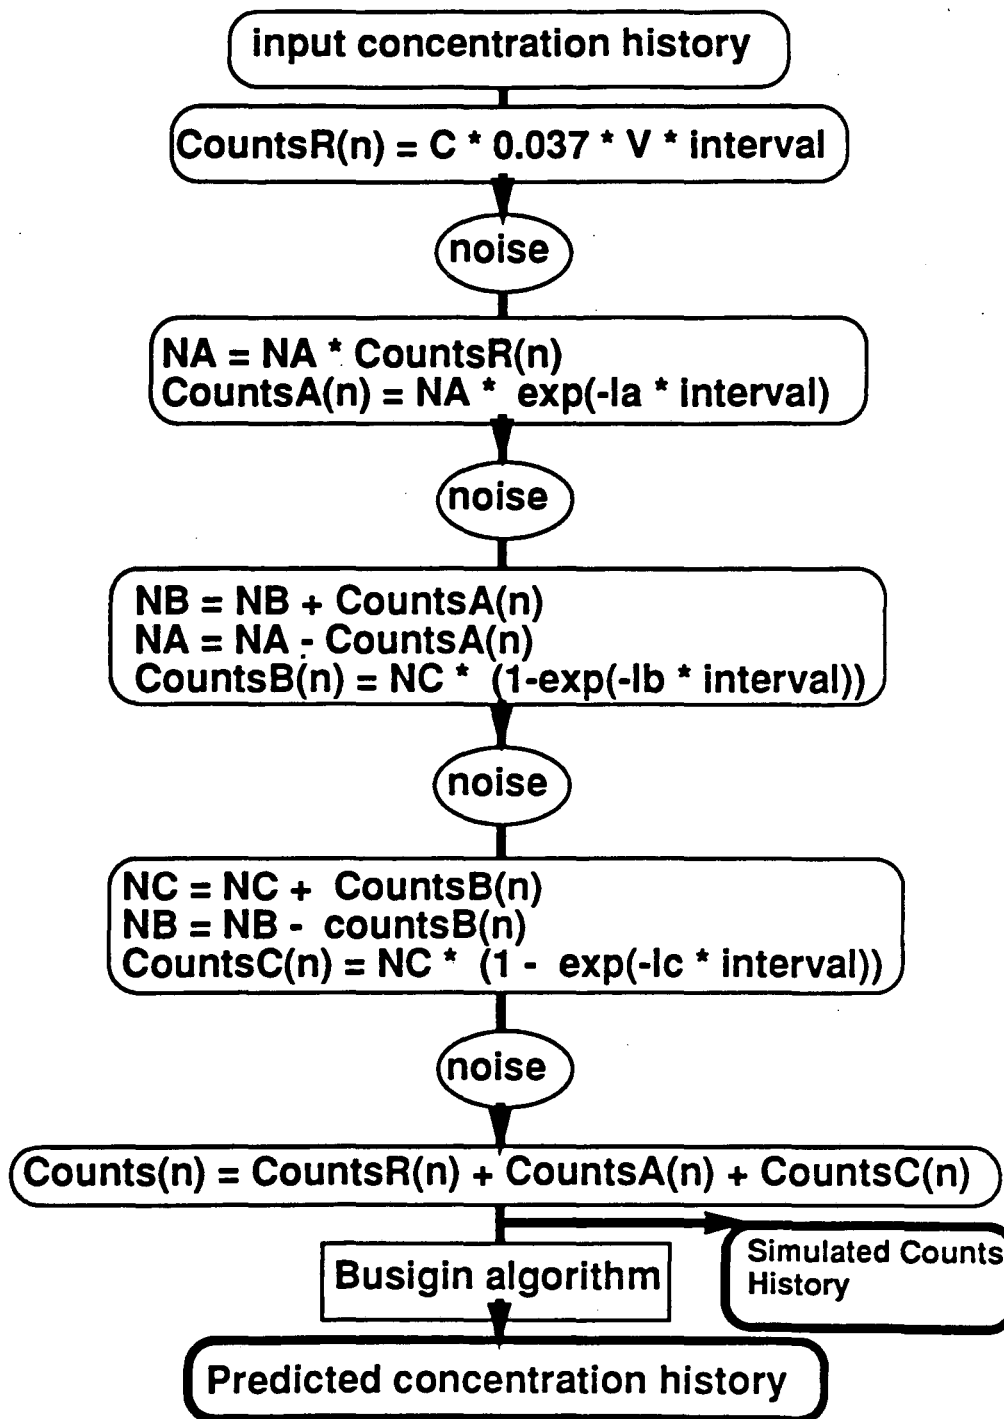 input concentration history
CountsR(n) = C * 0.037 * V * interval
noise
NA = NA * CountsR(n)
CountsA(n) = NA * exp(-la * interval)
noise
NB = NB + CountsA(n)
NA = NA - CountsA(n)
CountsB(n) = NC * (1-exp(-lb * interval))
noise
NC = NC + CountsB(n)
NB = NB - countsB(n)
CountsC(n) = NC * (1 - exp(-lc * interval))
noise
Counts(n) = CountsR(n) + CountsA(n) + CountsC(n)
Busigin algorithm
Simulated Counts
History
Predicted concentration history